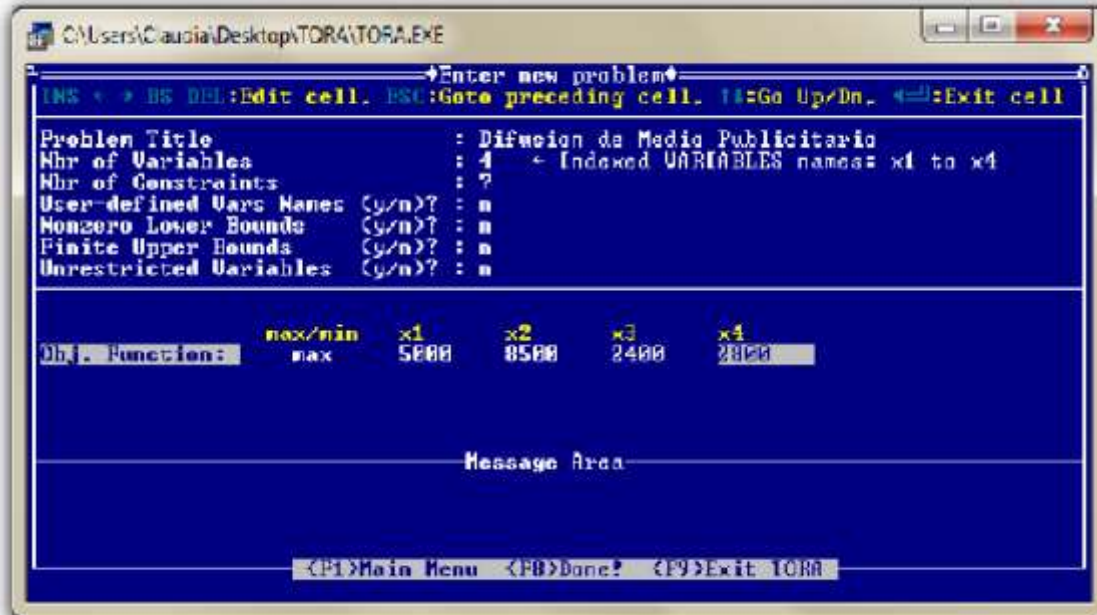 C:\Users\Claudia\Desktop\TORA\TORA.EXE
Enter new problem
INS ← → BS DEL:Edit cell, ESC:Goto preceding cell, ↑↓:Go Up/Dn, ◄─┘:Exit cell
Problem Title : Difusion de Medio Publicitario
Nbr of Variables : 4 ← Indexed VARIABLES names: x1 to x4
Nbr of Constraints :
User-defined Vars Names (y/n)? : n
Nonzero Lower Bounds (y/n)? : n
Finite Upper Bounds (y/n)? : n
Unrestricted Variables (y/n)? : n
max/min x1 x2 x3 x4
Obj. Function: max 5000 8500 2400 2800
Message Area
<F1>Main Menu <F8>Done? <F9>Exit TORA